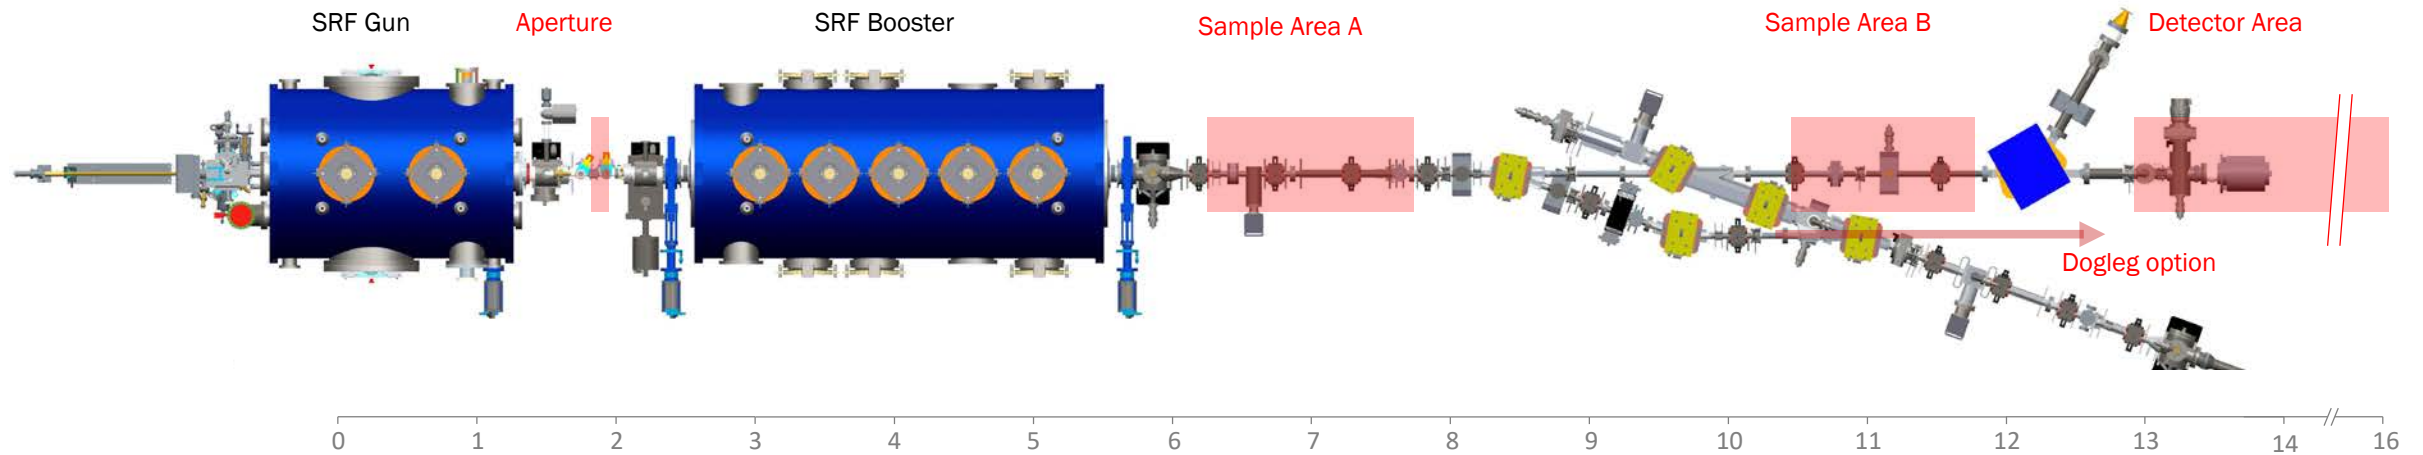 SRF Gun
Aperture
SRF Booster
Sample Area A
Sample Area B
Detector Area
Dogleg option
0 1 2 3 4 5 6 7 8 9 10 11 12 13 14 16